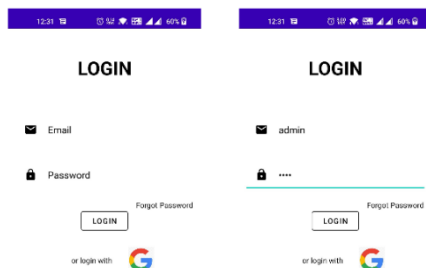 12:31 60%
LOGIN
Email
Password
Forgot Password
LOGIN
or login with
12:31 60%
LOGIN
admin
••••
Forgot Password
LOGIN
or login with